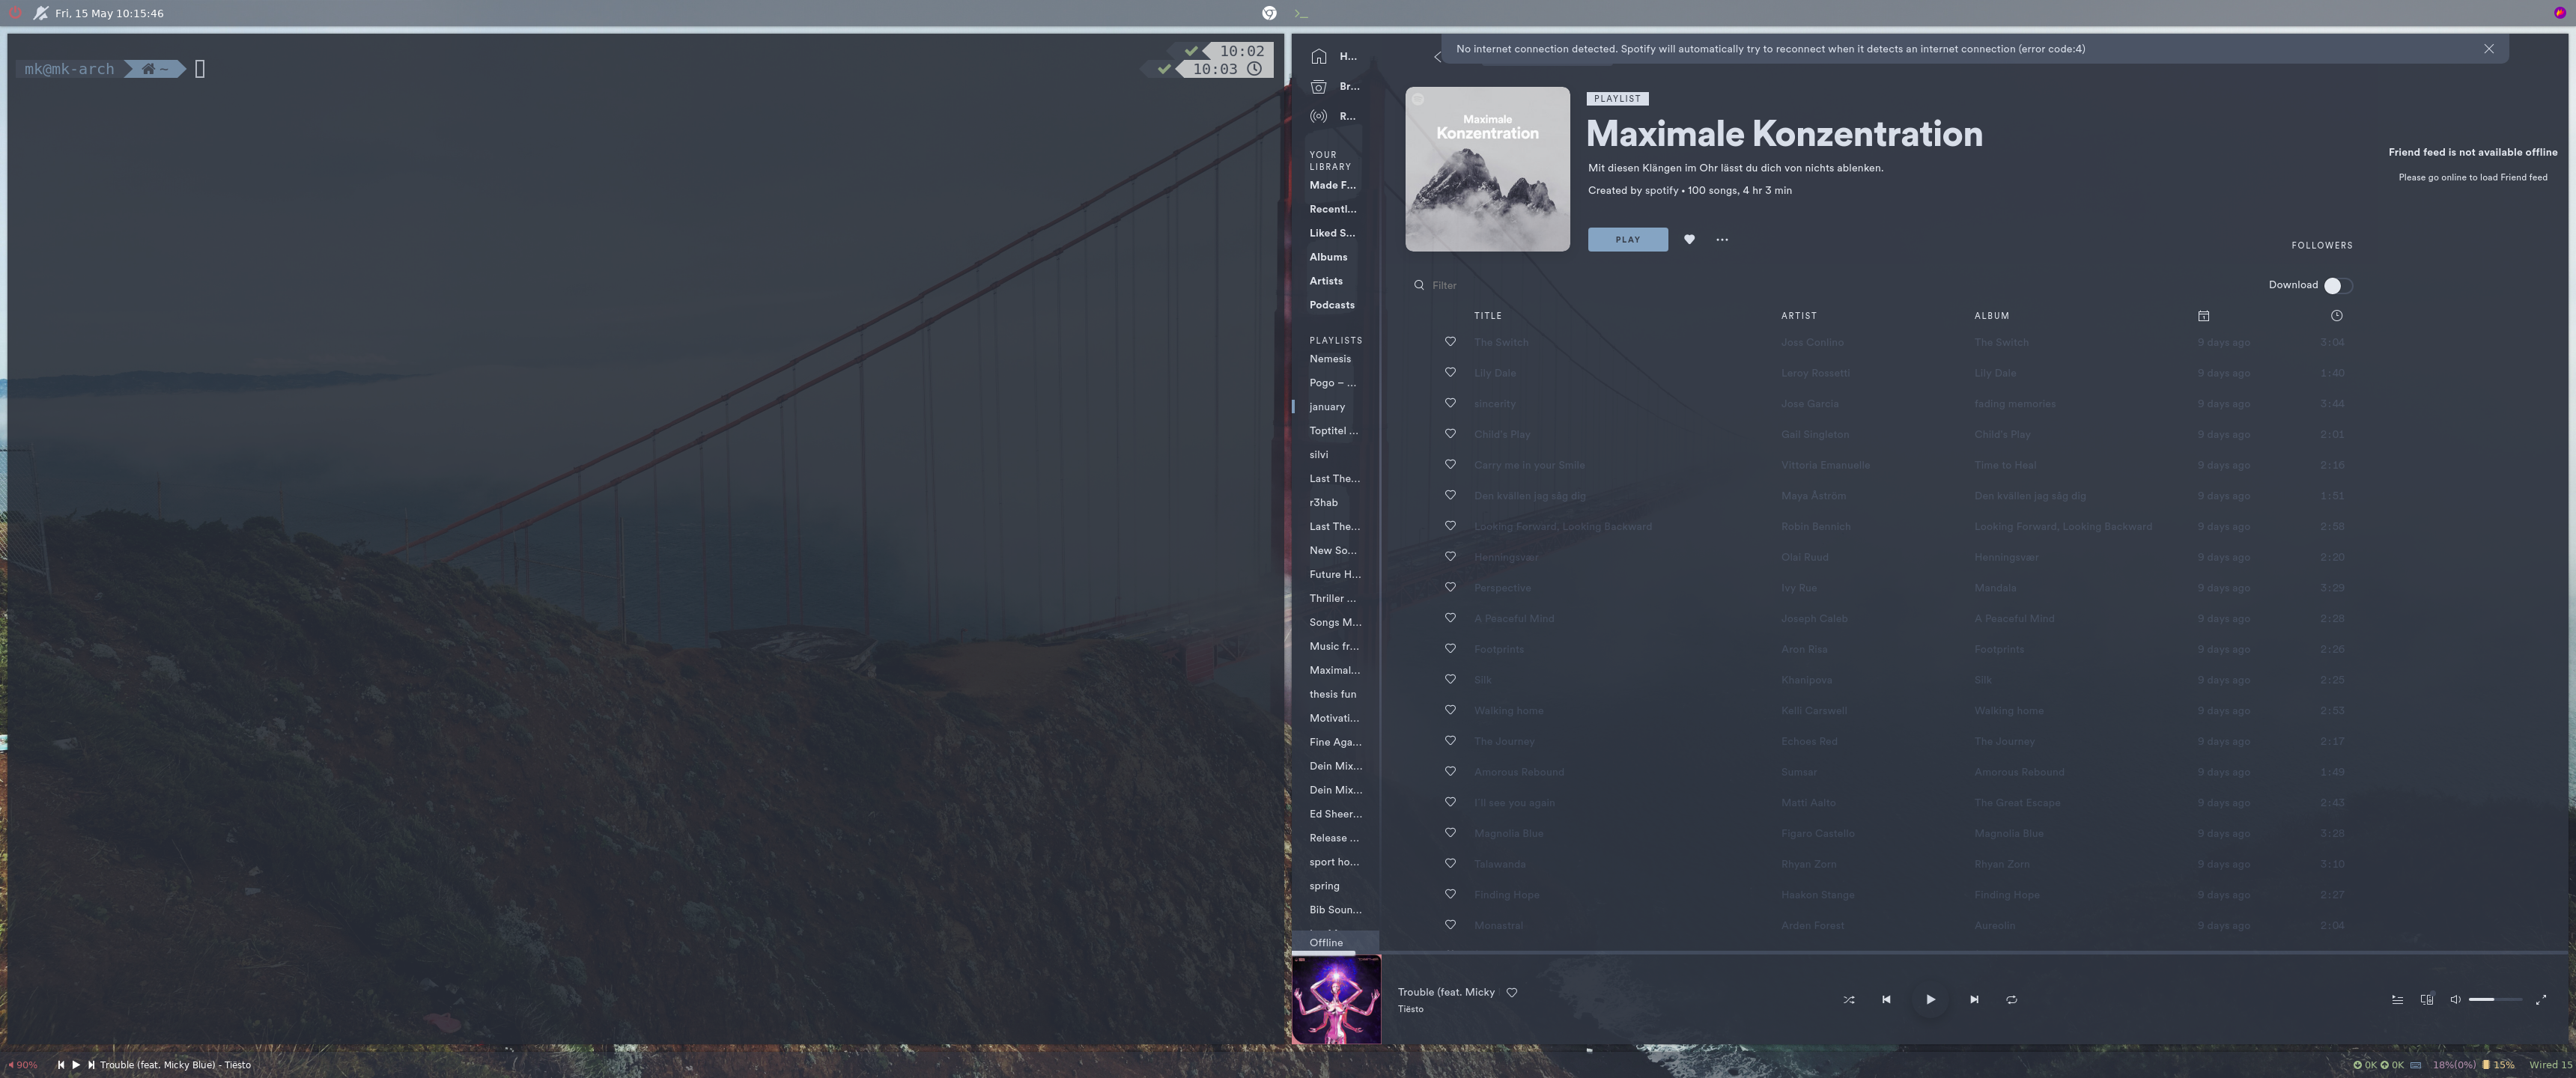 Fri, 15 May 10:15:46
>_
mk@mk-arch ~
10:02
10:03
H...
Br...
R...
YOUR
LIBRARY
Made F...
Recentl...
Liked S...
Albums
Artists
Podcasts
PLAYLISTS
Nemesis
Pogo – ...
january
Toptitel ...
silvi
Last The...
r3hab
Last The...
New So...
Future H...
Thriller ...
Songs M...
Music fr...
Maximal...
thesis fun
Motivati...
Fine Aga...
Dein Mix...
Dein Mix...
Ed Sheer...
Release ...
sport ho...
spring
Bib Soun...
Offline
No internet connection detected. Spotify will automatically try to reconnect when it detects an internet connection (error code:4)
Maximale
Konzentration
PLAYLIST
Maximale Konzentration
Mit diesen Klängen im Ohr lässt du dich von nichts ablenken.
Created by spotify • 100 songs, 4 hr 3 min
PLAY
FOLLOWERS
Friend feed is not available offline
Please go online to load Friend feed
Filter
Download
TITLE ARTIST ALBUM
The Switch Joss Conlino The Switch 9 days ago 3:04
Lily Dale Leroy Rossetti Lily Dale 9 days ago 1:40
sincerity Jose Garcia fading memories 9 days ago 3:44
Child's Play Gail Singleton Child's Play 9 days ago 2:01
Carry me in your Smile Vittoria Emanuelle Time to Heal 9 days ago 2:16
Den kvällen jag såg dig Maya Åström Den kvällen jag såg dig 9 days ago 1:51
Looking Forward, Looking Backward Robin Bennich Looking Forward, Looking Backward 9 days ago 2:58
Henningsvær Olai Ruud Henningsvær 9 days ago 2:20
Perspective Ivy Rue Mandala 9 days ago 3:29
A Peaceful Mind Joseph Caleb A Peaceful Mind 9 days ago 2:28
Footprints Aron Risa Footprints 9 days ago 2:26
Silk Khanipova Silk 9 days ago 2:25
Walking home Kelii Carswell Walking home 9 days ago 2:53
The Journey Echoes Red The Journey 9 days ago 2:17
Amorous Rebound Sumsar Amorous Rebound 9 days ago 1:49
I'll see you again Matti Aalto The Great Escape 9 days ago 2:43
Magnolia Blue Figaro Castello Magnolia Blue 9 days ago 3:28
Talawanda Rhyan Zorn Rhyan Zorn 9 days ago 3:10
Finding Hope Haakon Stange Finding Hope 9 days ago 2:27
Monastral Arden Forest Aureolin 9 days ago 2:04
Trouble (feat. Micky
Tiësto
90% Trouble (feat. Micky Blue) - Tiësto
0K 0K 18%(0%) 15% Wired 15